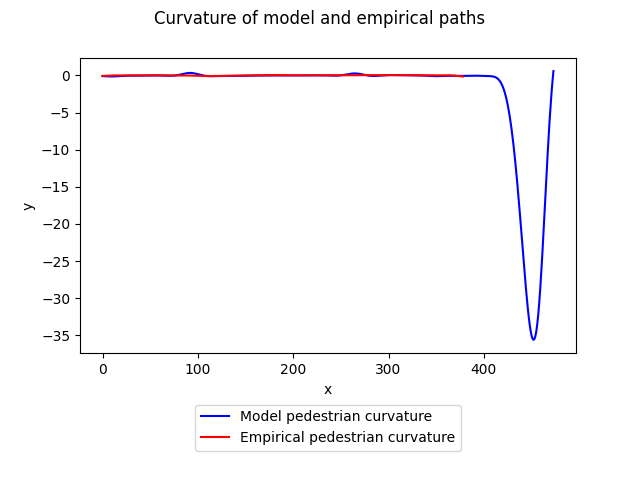 Curvature of model and empirical paths
0
−5
−10
−15
−20
−25
−30
−35
y
0 100 200 300 400
x
Model pedestrian curvature
Empirical pedestrian curvature